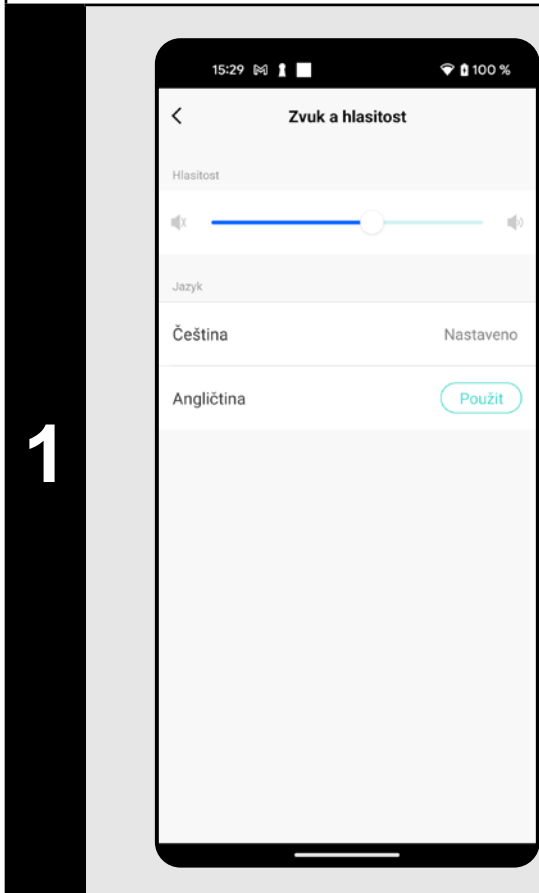 1
15:29 100 %
Zvuk a hlasitost
Hlasitost
Jazyk
Čeština Nastaveno
Angličtina Použít